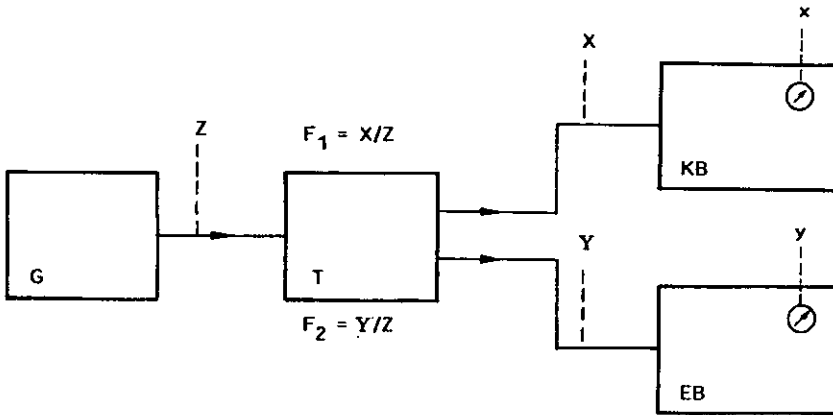 x
X
Z
F₁ = X/Z
KB
G
T
Y
y
F₂ = Y/Z
EB